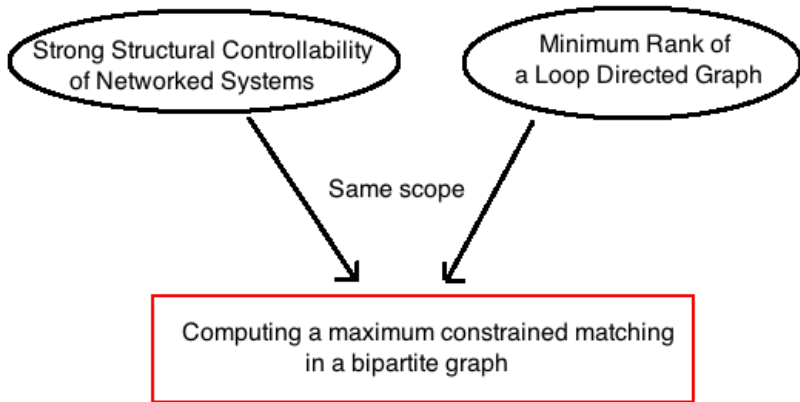 Strong Structural Controllability
of Networked Systems
Minimum Rank of
a Loop Directed Graph
Same scope
Computing a maximum constrained matching
in a bipartite graph